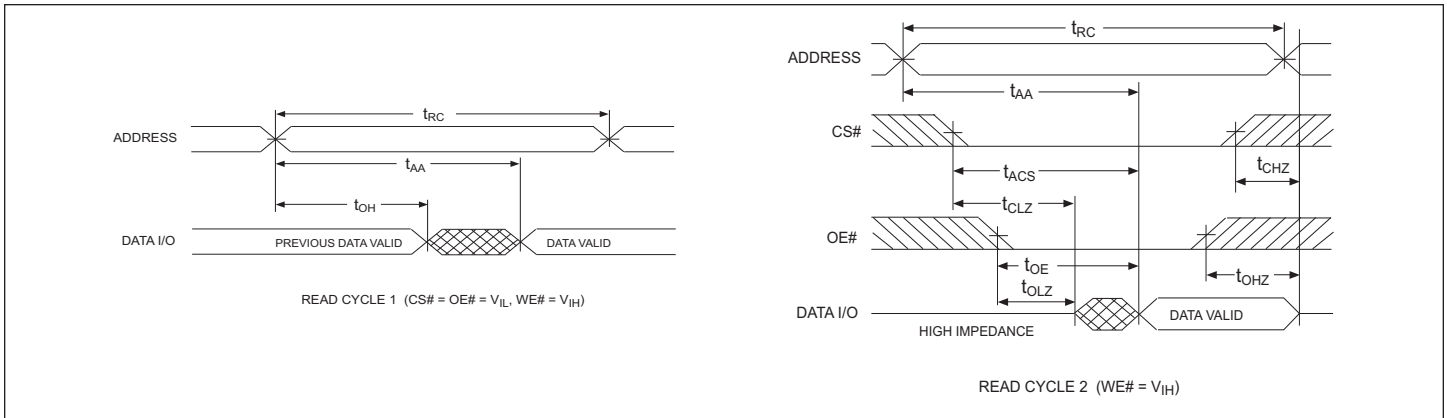 tRC
ADDRESS
tAA
tOH
DATA I/O
PREVIOUS DATA VALID
DATA VALID
READ CYCLE 1 (CS# = OE# = VIL, WE# = VIH)
tRC
ADDRESS
tAA
CS#
tCHZ
tACS
tCLZ
OE#
tOE
tOHZ
tOLZ
DATA I/O
DATA VALID
HIGH IMPEDANCE
READ CYCLE 2 (WE# = VIH)